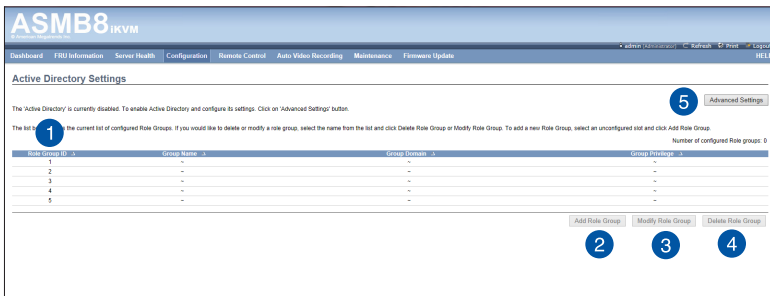 ASMB8iKVM
© American Megatrends, Inc.
• admin (Administrator) Refresh Print Logout
Dashboard FRU Information Server Health Configuration Remote Control Auto Video Recording Maintenance Firmware Update HELP
Active Directory Settings
5 Advanced Settings
The 'Active Directory' is currently disabled. To enable Active Directory and configure its settings. Click on 'Advanced Settings' button.
The list b the current list of configured Role Groups. If you would like to delete or modify a role group, select the name from the list and click Delete Role Group or Modify Role Group. To add a new Role Group, select an unconfigured slot and click Add Role Group.
1
Number of configured Role groups: 0
Role Group ID Group Name Group Domain Group Privilege
1 ~ ~ ~
2 ~ ~ ~
3 ~ ~ ~
4 ~ ~ ~
5 ~ ~ ~
Add Role Group Modify Role Group Delete Role Group
2 3 4